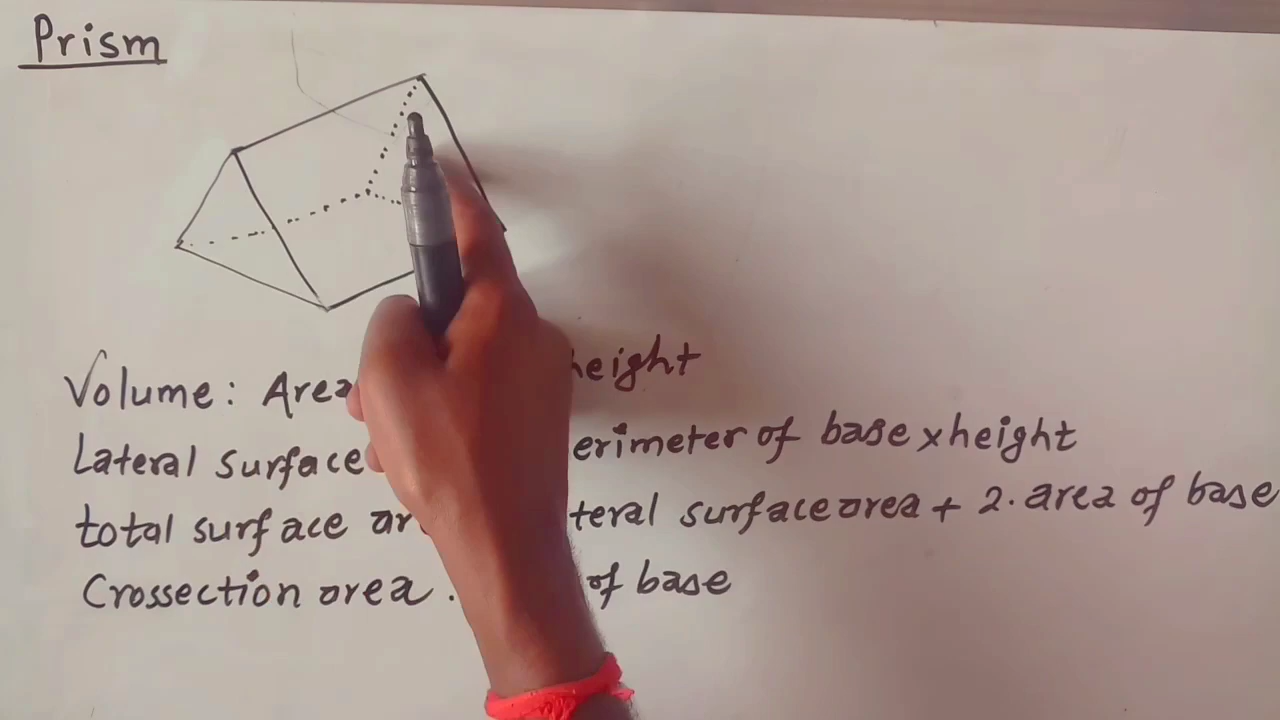 Prism
Volume: Area height
Lateral surface erimeter of base x height
total surface ar teral surface area + 2. area of base
Crossection area. of base